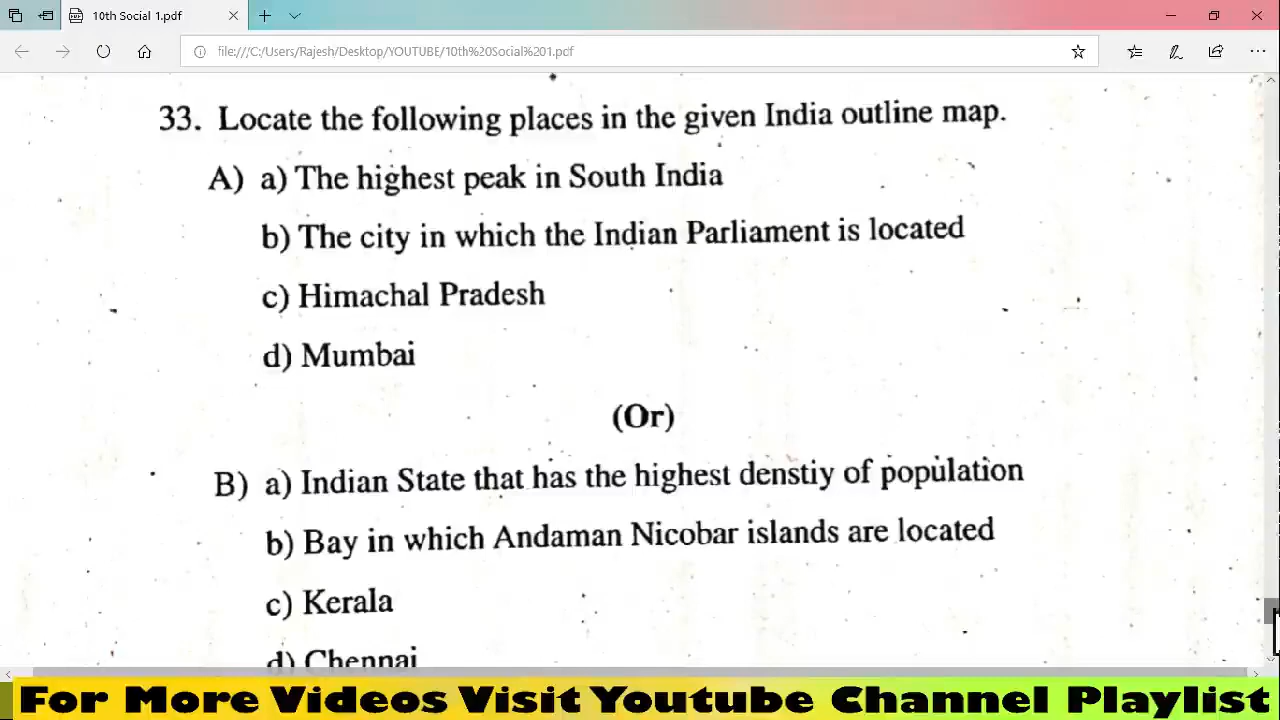 10th Social 1.pdf
file:///C:/Users/Rajesh/Desktop/YOUTUBE/10th%20Social%201.pdf
33. Locate the following places in the given India outline map.
A) a) The highest peak in South India
b) The city in which the Indian Parliament is located
c) Himachal Pradesh
d) Mumbai
(Or)
B) a) Indian State that has the highest denstiy of population
b) Bay in which Andaman Nicobar islands are located
c) Kerala
d) Chennai
For More Videos Visit Youtube Channel Playlist